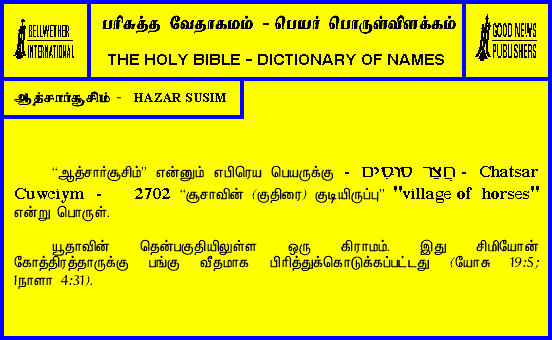 BELLWETHER
INTERNATIONAL
பரிசுத்த வேதாகமம் - பெயர் பொருள்விளக்கம்
THE HOLY BIBLE - DICTIONARY OF NAMES
GOOD NEWS
PUBLISHERS
ஆத்சார்சூசிம் - HAZAR SUSIM
“ஆத்சார்சூசிம்” என்னும் எபிரெய பெயருக்கு - חֲצַר סוּסִים - Chatsar
Cuwciym - 2702 “சூசாவின் (குதிரை) குடியிருப்பு” "village of horses"
என்று பொருள்.
யூதாவின் தென்பகுதியிலுள்ள ஒரு கிராமம். இது சிமியோன்
கோத்திரத்தாருக்கு பங்கு வீதமாக பிரித்துக்கொடுக்கப்பட்டது (யோசு 19:5;
1நாளா 4:31).